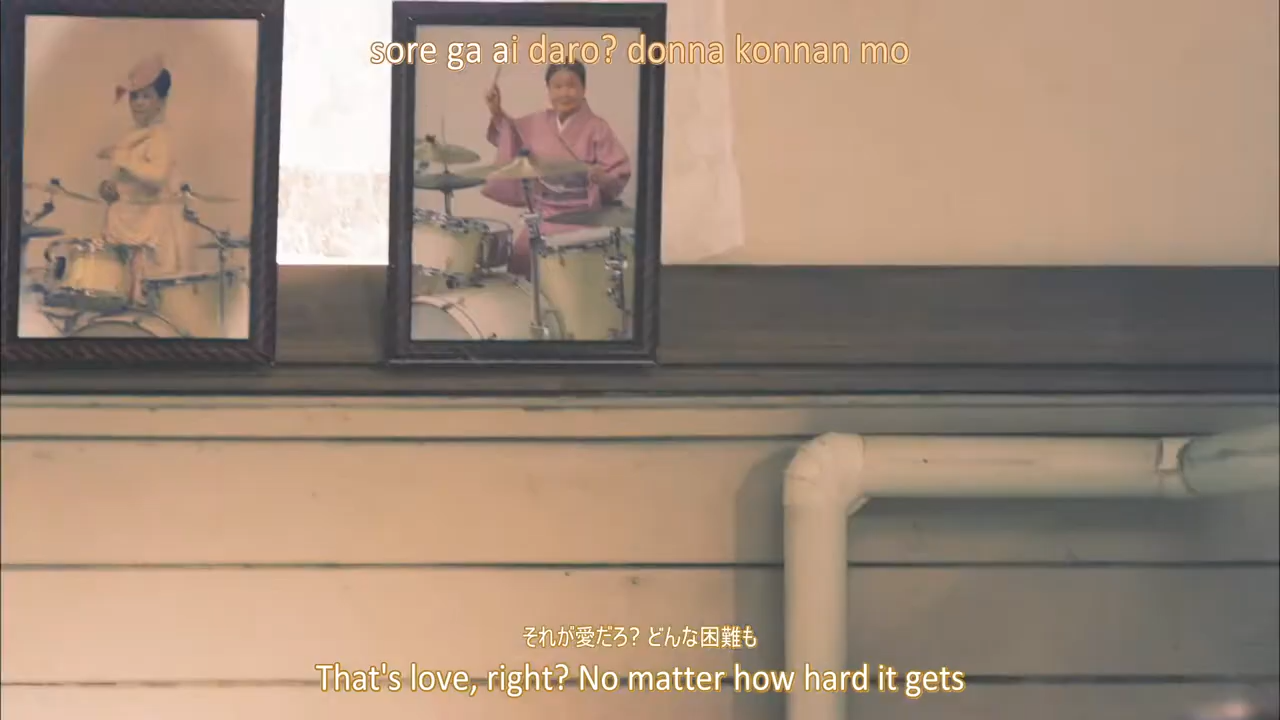 sore ga ai daro? donna konnan mo
それが愛だろ? どんな困難も
That's love, right? No matter how hard it gets